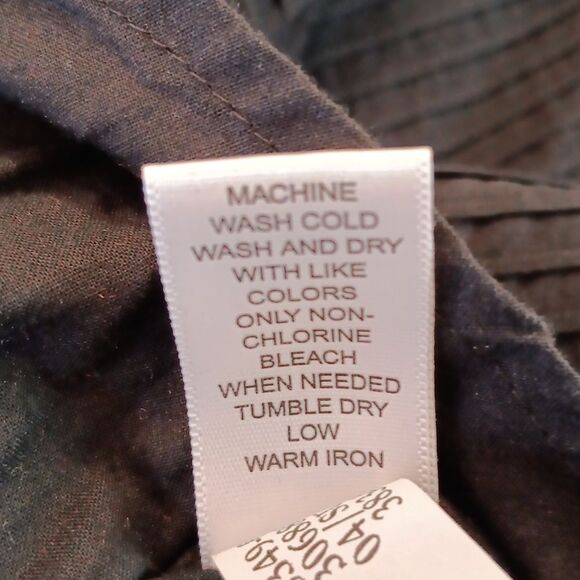 MACHINE
WASH COLD
WASH AND DRY
WITH LIKE
COLORS
ONLY NON-
CHLORINE
BLEACH
WHEN NEEDED
TUMBLE DRY
LOW
WARM IRON